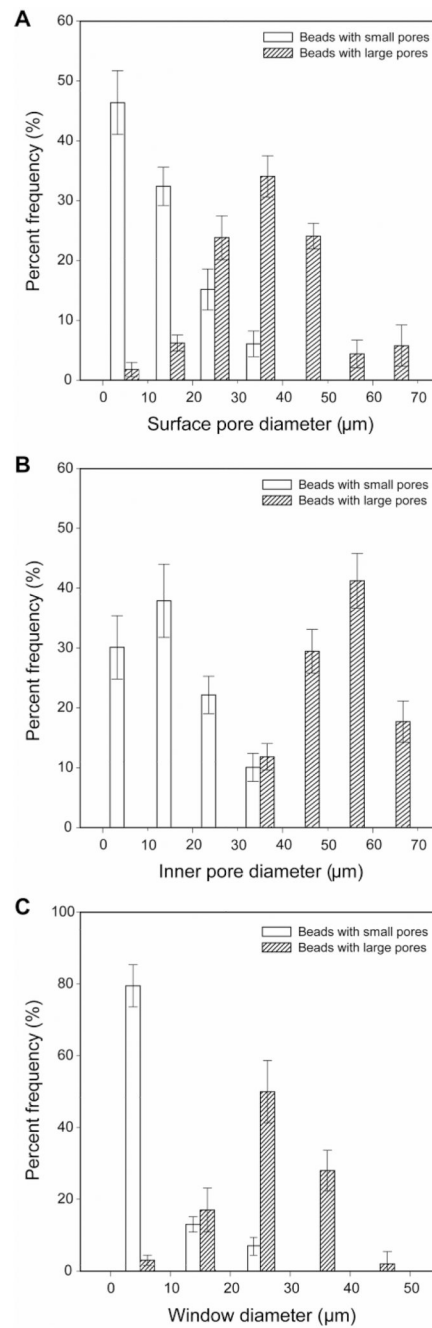 A
60
Beads with small pores
Beads with large pores
50
40
30
20
10
0
Percent frequency (%)
0 10 20 30 40 50 60 70
Surface pore diameter (µm)
B
60
Beads with small pores
Beads with large pores
50
40
30
20
10
0
Percent frequency (%)
0 10 20 30 40 50 60 70
Inner pore diameter (µm)
C
100
Beads with small pores
Beads with large pores
80
60
40
20
0
Percent frequency (%)
0 10 20 30 40 50
Window diameter (µm)